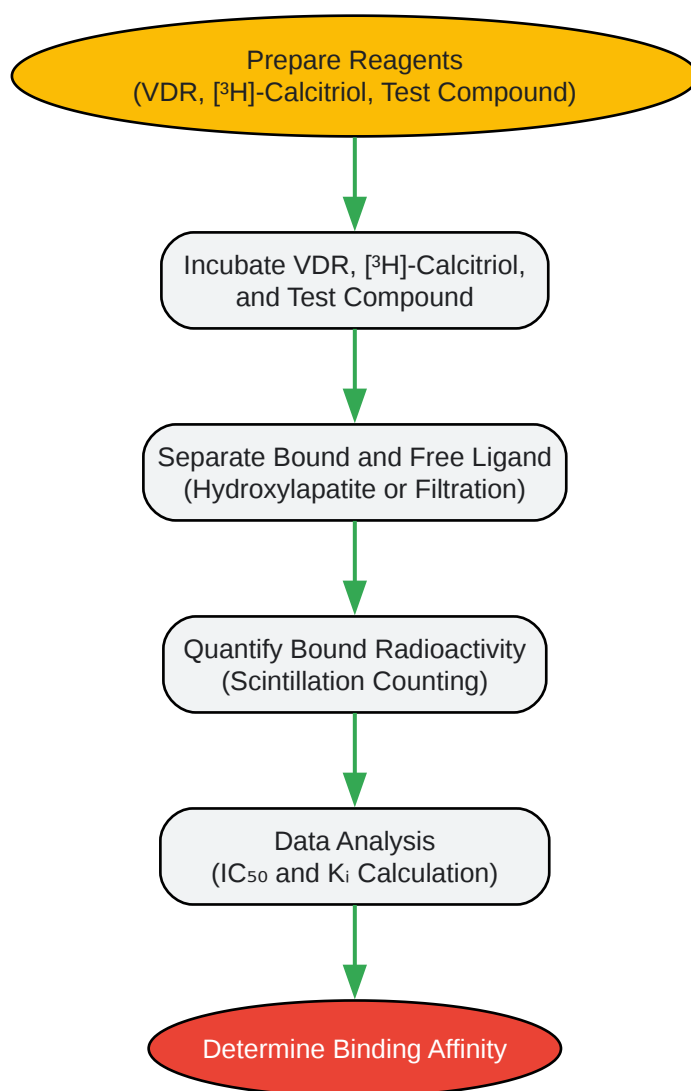 Prepare Reagents
(VDR, [³H]-Calcitriol, Test Compound)
Incubate VDR, [³H]-Calcitriol,
and Test Compound
Separate Bound and Free Ligand
(Hydroxylapatite or Filtration)
Quantify Bound Radioactivity
(Scintillation Counting)
Data Analysis
(IC₅₀ and Kᵢ Calculation)
Determine Binding Affinity